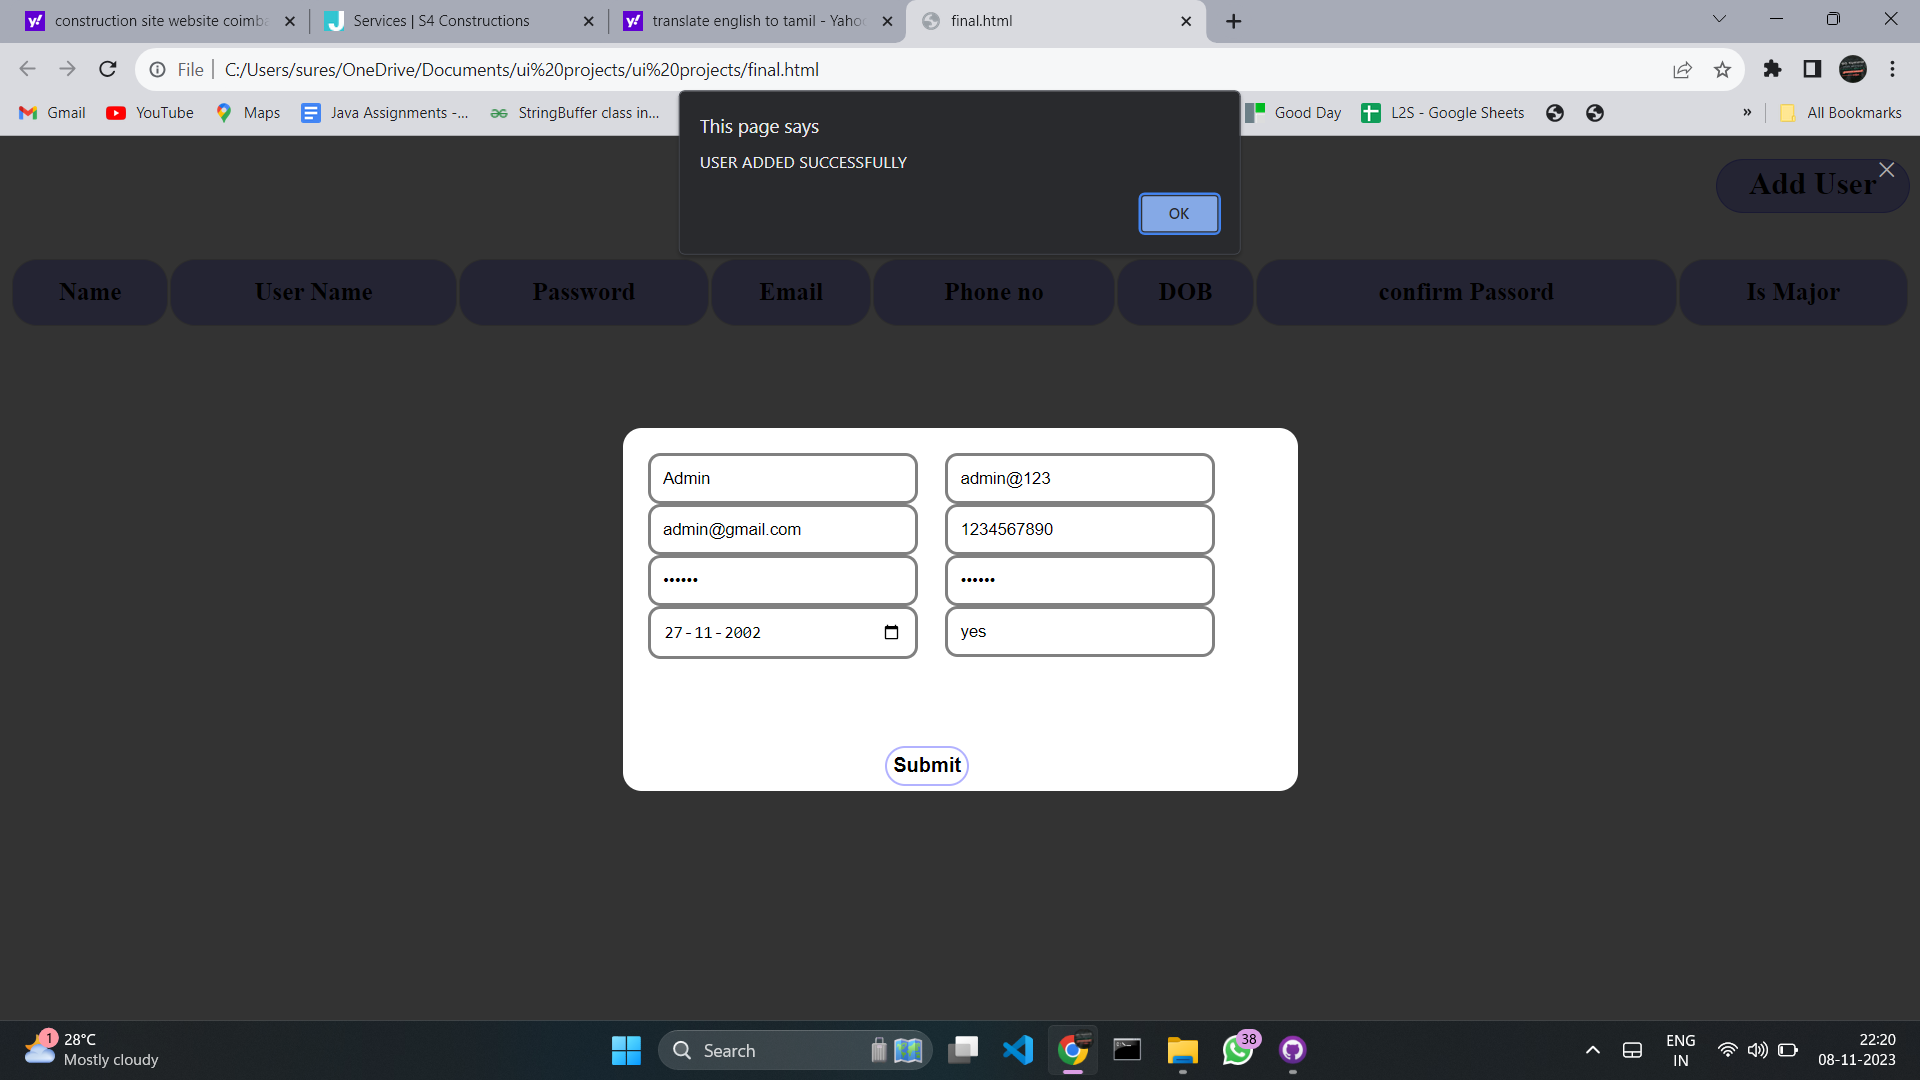 construction site website coimba
Services | S4 Constructions
translate english to tamil - Yahoo
final.html
File
C:/Users/sures/OneDrive/Documents/ui%20projects/ui%20projects/final.html
Gmail
YouTube
Maps
Java Assignments -...
StringBuffer class in...
Good Day
L2S - Google Sheets
»
All Bookmarks
This page says
USER ADDED SUCCESSFULLY
OK
Add User
Name
User Name
Password
Email
Phone no
DOB
confirm Passord
Is Major
Admin
admin@123
admin@gmail.com
1234567890
••••••
••••••
27-11-2002
yes
Submit
1
28°C
Mostly cloudy
Search
38
ENG
IN
22:20
08-11-2023